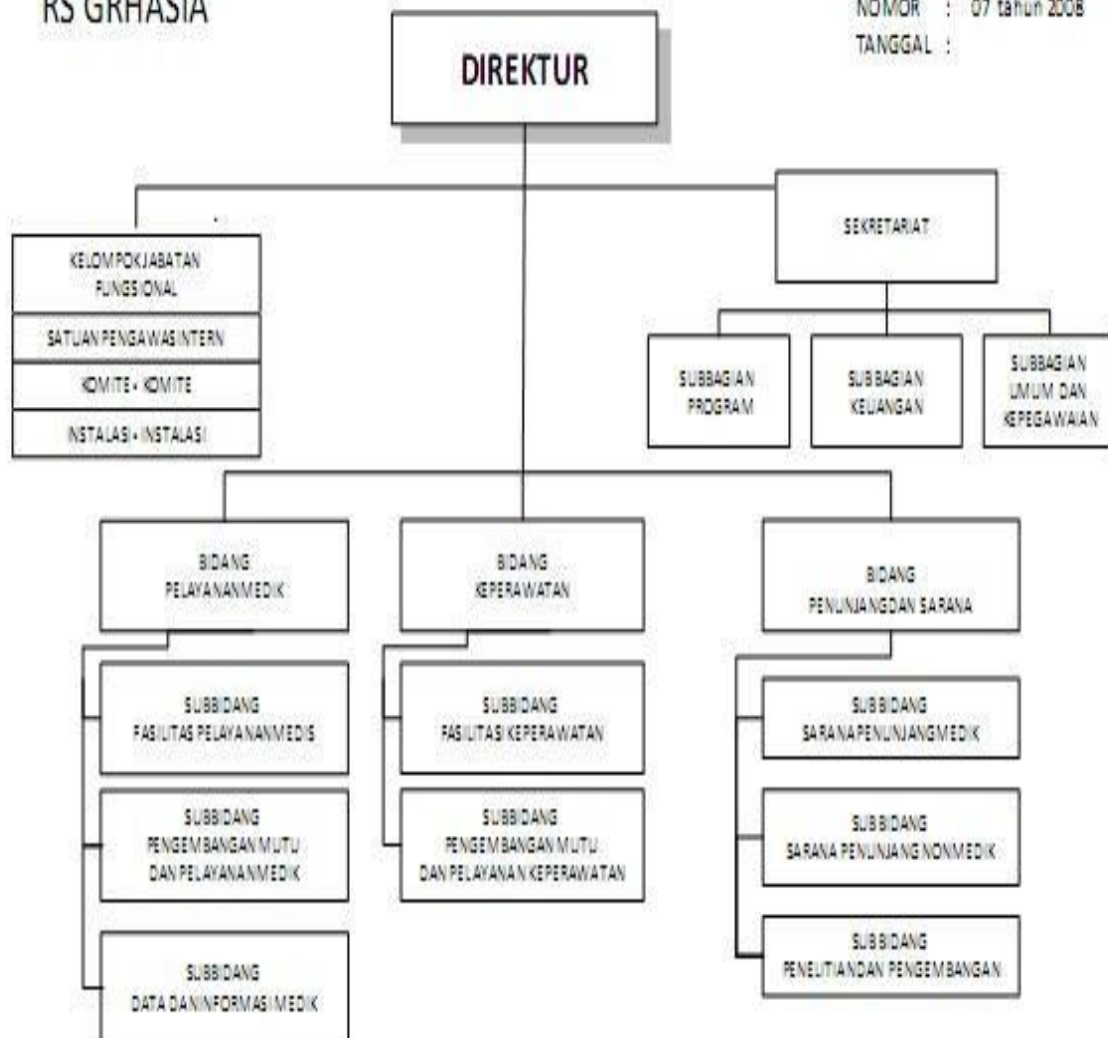 RS GRHASIA
NOMOR : 07 tahun 2008
TANGGAL :
DIREKTUR
SEKRETARIAT
KELOMPOK JABATAN
FUNGSIONAL
SATUAN PENGAWAS INTERN
KOMITE - KOMITE
INSTALASI - INSTALASI
SUBBAGIAN
PROGRAM
SUBBAGIAN
KEUANGAN
SUBBAGIAN
UMUM DAN
KEPEGAWAIAN
BIDANG
PELAYANAN MEDIK
BIDANG
KEPERAWATAN
BIDANG
PENUNJANG DAN SARANA
SUBBIDANG
FASILITAS PELAYANAN MEDIS
SUBBIDANG
PENGEMBANGAN MUTU
DAN PELAYANAN MEDIK
SUBBIDANG
DATA DAN INFORMASI MEDIK
SUBBIDANG
FASILITASI KEPERAWATAN
SUBBIDANG
PENGEMBANGAN MUTU
DAN PELAYANAN KEPERAWATAN
SUBBIDANG
SARANA PENUNJANG MEDIK
SUBBIDANG
SARANA PENUNJANG NONMEDIK
SUBBIDANG
PENELITIAN DAN PENGEMBANGAN